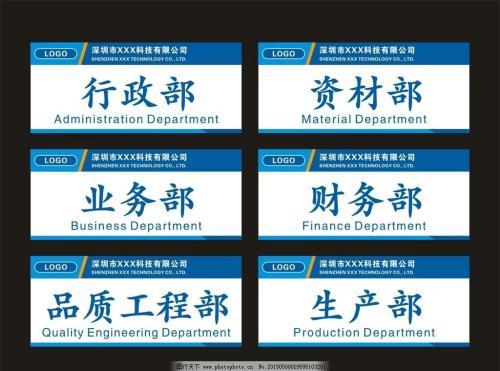 LOGO
深圳市XXX科技有限公司
SHENZHEN XXX TECHNOLOGY CO., LTD.
行政部
Administration Department
LOGO
深圳市XXX科技有限公司
SHENZHEN XXX TECHNOLOGY CO., LTD.
资材部
Material Department
LOGO
深圳市XXX科技有限公司
SHENZHEN XXX TECHNOLOGY CO., LTD.
业务部
Business Department
LOGO
深圳市XXX科技有限公司
SHENZHEN XXX TECHNOLOGY CO., LTD.
财务部
Finance Department
LOGO
深圳市XXX科技有限公司
SHENZHEN XXX TECHNOLOGY CO., LTD.
品质工程部
Quality Engineering Department
LOGO
深圳市XXX科技有限公司
SHENZHEN XXX TECHNOLOGY CO., LTD.
生产部
Production Department
图行天下 www.photophoto.cn